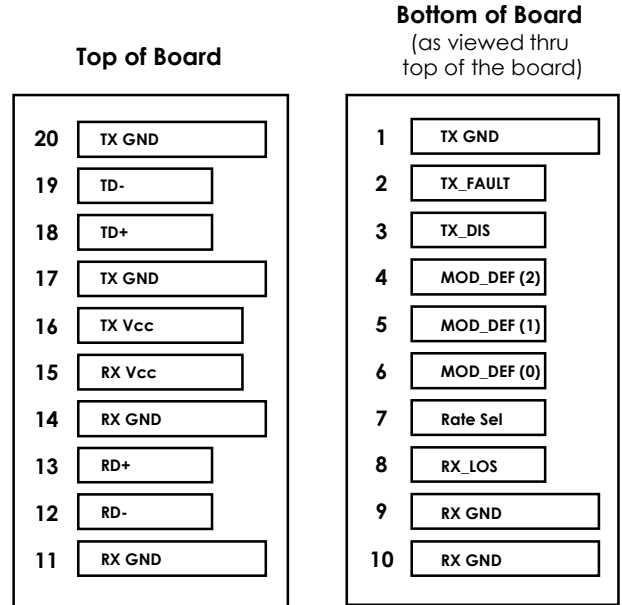 Top of Board
20 TX GND
19 TD-
18 TD+
17 TX GND
16 TX Vcc
15 RX Vcc
14 RX GND
13 RD+
12 RD-
11 RX GND
Bottom of Board
(as viewed thru
top of the board)
1 TX GND
2 TX_FAULT
3 TX_DIS
4 MOD_DEF (2)
5 MOD_DEF (1)
6 MOD_DEF (0)
7 Rate Sel
8 RX_LOS
9 RX GND
10 RX GND